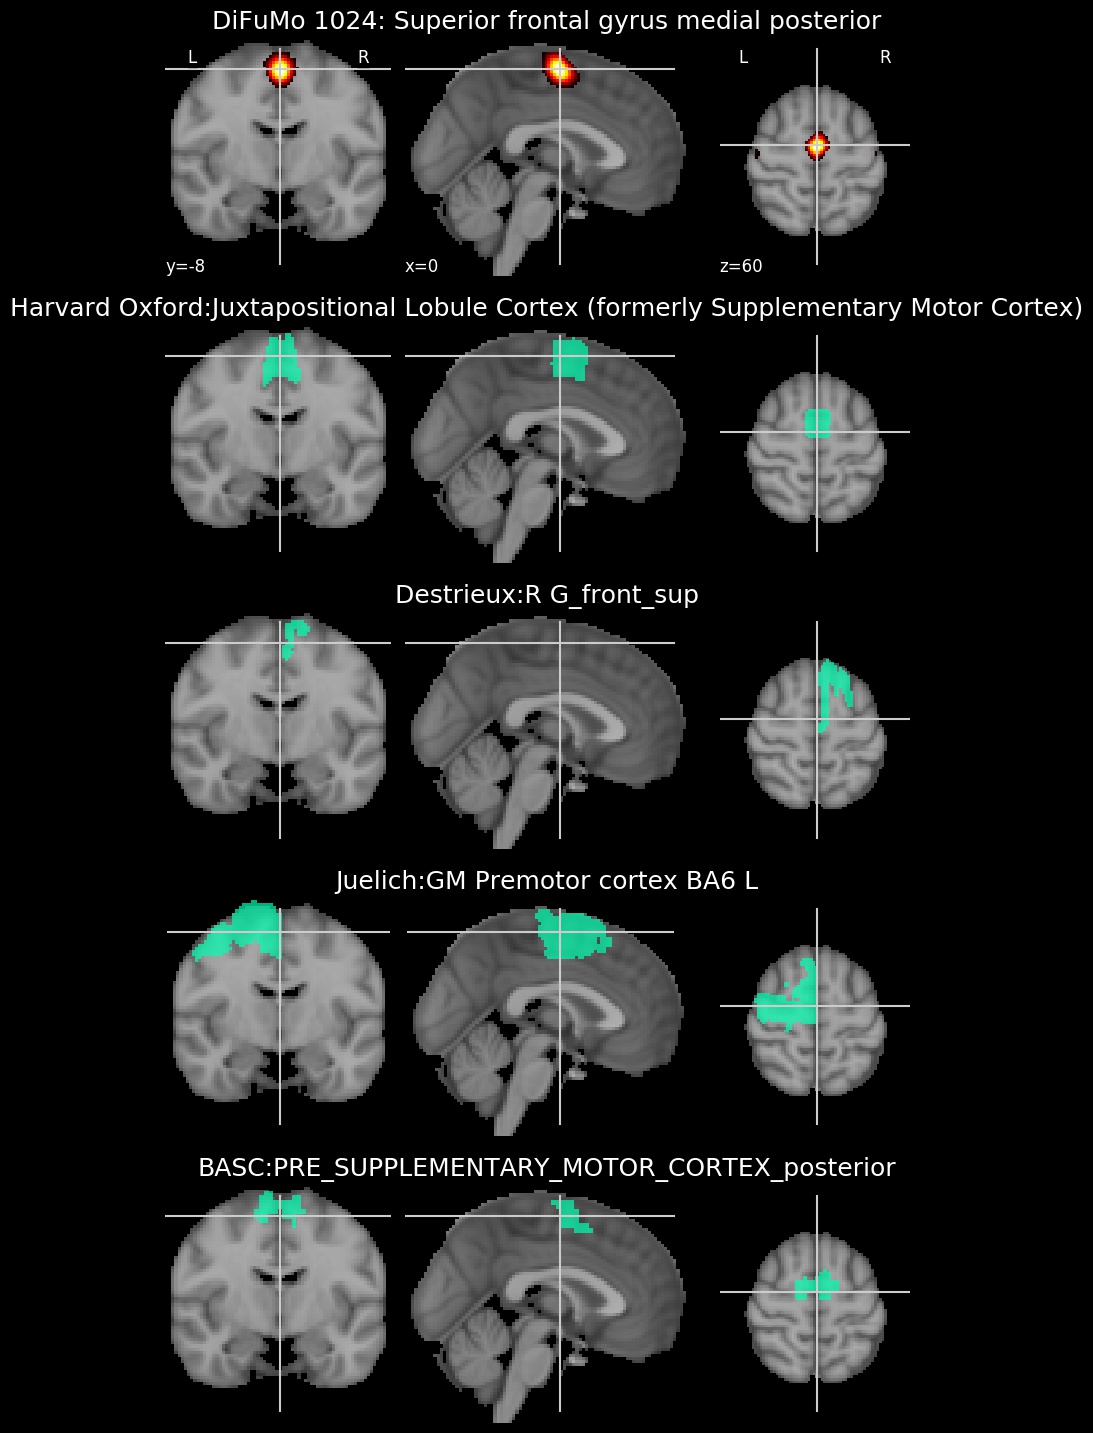 DiFuMo 1024: Superior frontal gyrus medial posterior
L R L R
y=-8 x=0 z=60
Harvard Oxford:Juxtapositional Lobule Cortex (formerly Supplementary Motor Cortex)
Destrieux:R G_front_sup
Juelich:GM Premotor cortex BA6 L
BASC:PRE_SUPPLEMENTARY_MOTOR_CORTEX_posterior